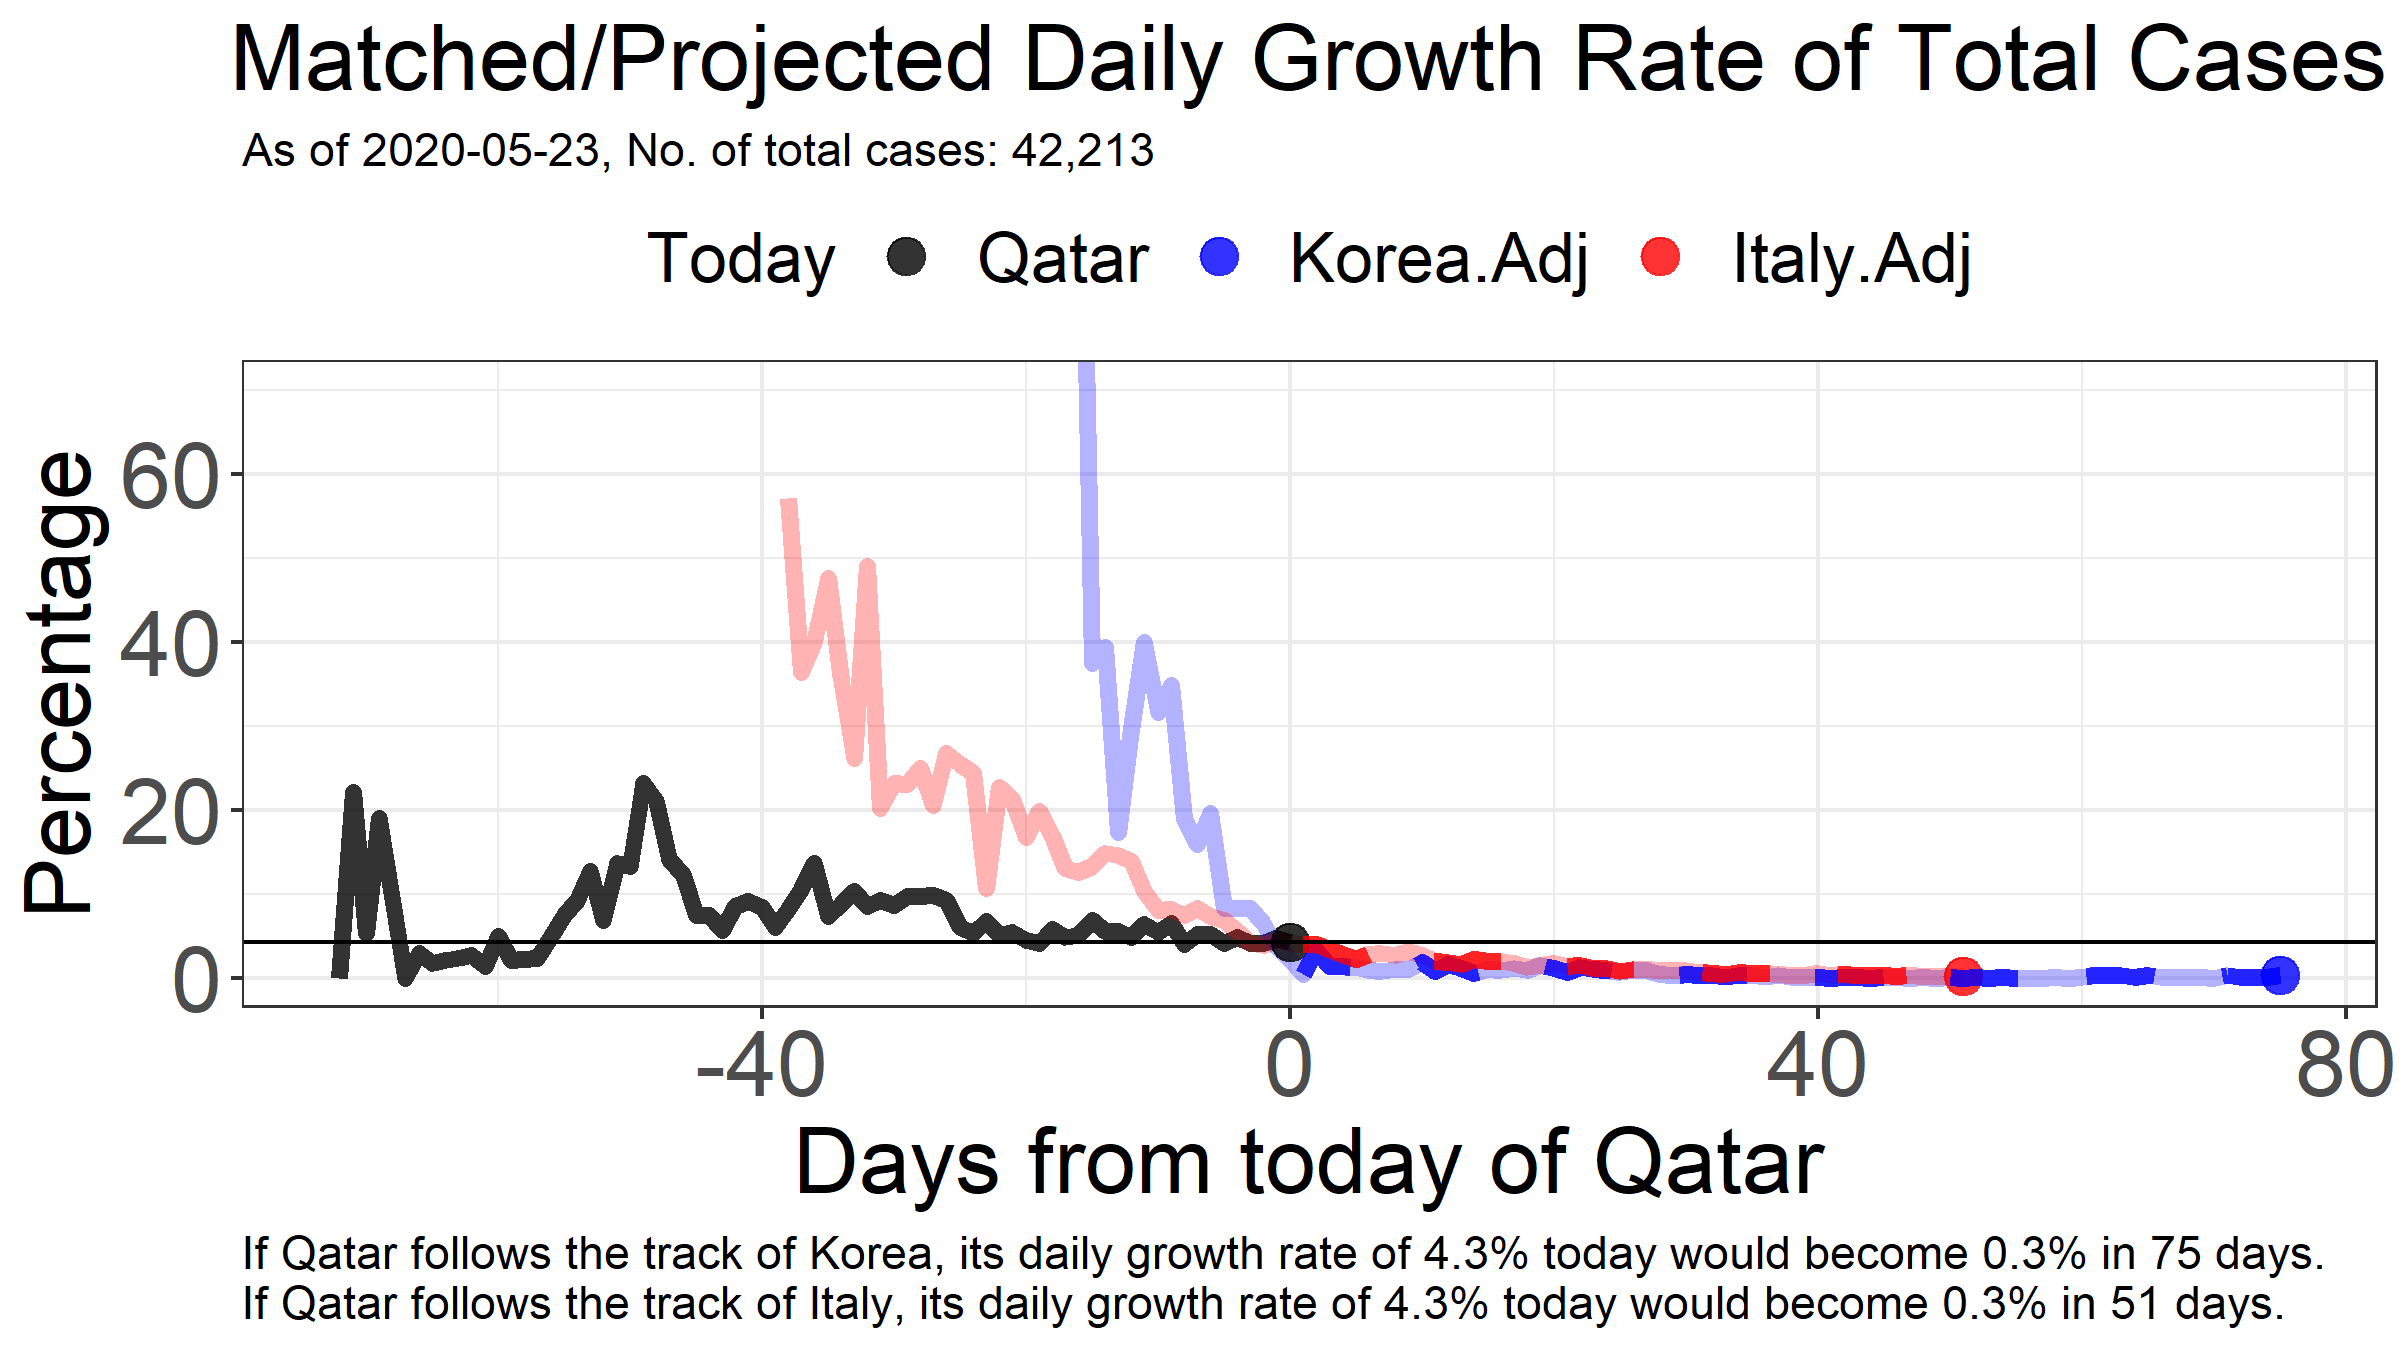 Matched/Projected Daily Growth Rate of Total Cases
As of 2020-05-23, No. of total cases: 42,213
Today Qatar Korea.Adj Italy.Adj
Percentage
60
40
20
0
-40 0 40 80
Days from today of Qatar
If Qatar follows the track of Korea, its daily growth rate of 4.3% today would become 0.3% in 75 days.
If Qatar follows the track of Italy, its daily growth rate of 4.3% today would become 0.3% in 51 days.